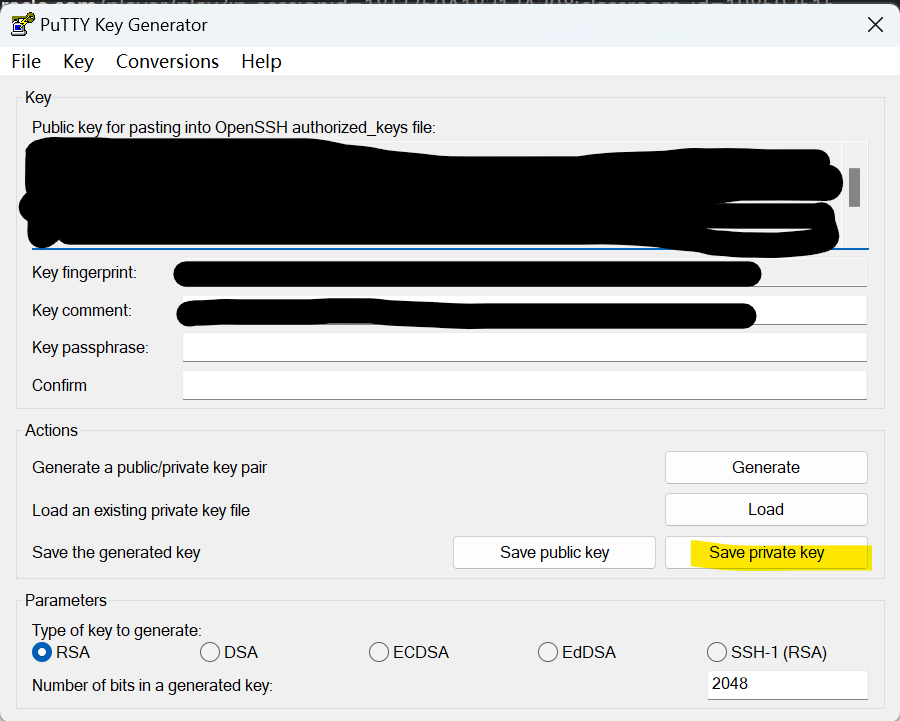 PuTTY Key Generator
File Key Conversions Help
Key
Public key for pasting into OpenSSH authorized_keys file:
Key fingerprint:
Key comment:
Key passphrase:
Confirm
Actions
Generate a public/private key pair
Generate
Load an existing private key file
Load
Save the generated key
Save public key
Save private key
Parameters
Type of key to generate:
RSA DSA ECDSA EdDSA SSH-1 (RSA)
Number of bits in a generated key:
2048